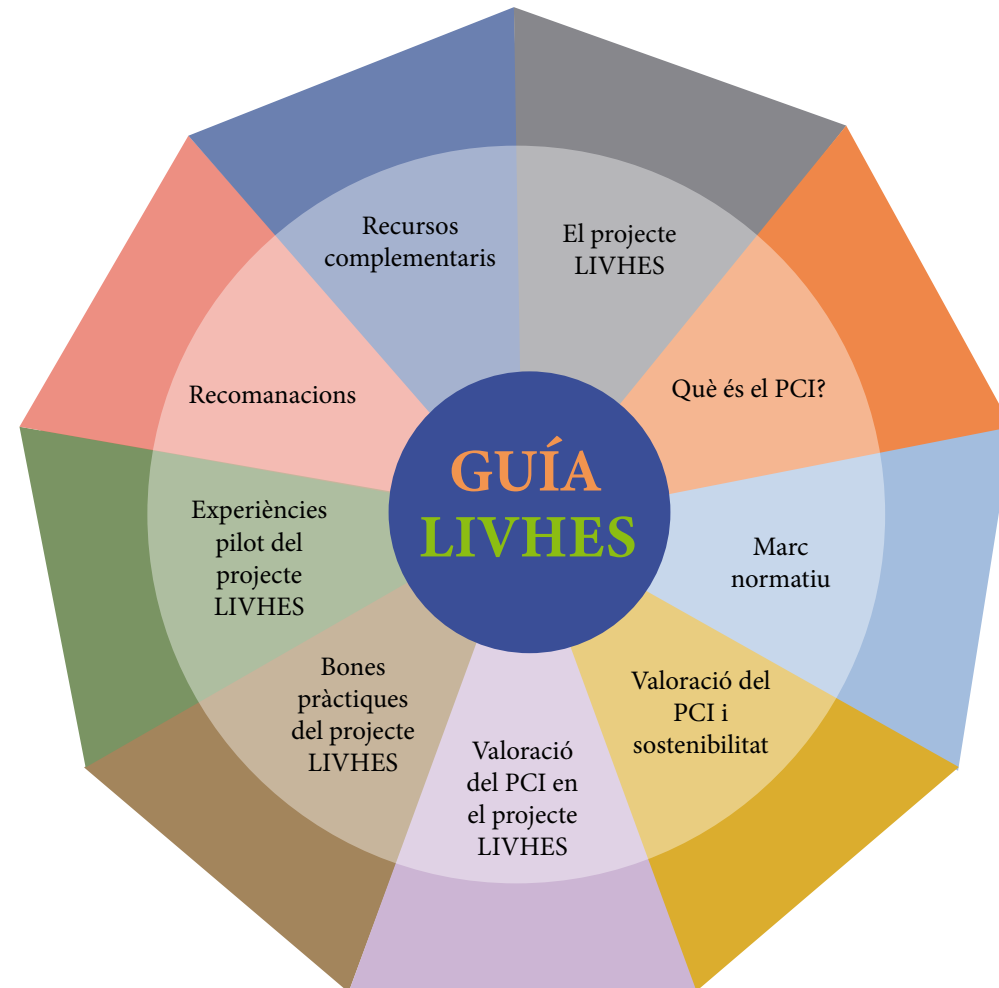 Recursos
complementaris
El projecte
LIVHES
Què és el PCI?
Marc
normatiu
Valoració del
PCI i
sostenibilitat
Valoració
del PCI en
el projecte
LIVHES
Bones
pràctiques
del projecte
LIVHES
Experiències
pilot del
projecte
LIVHES
Recomanacions
GUÍA
LIVHES